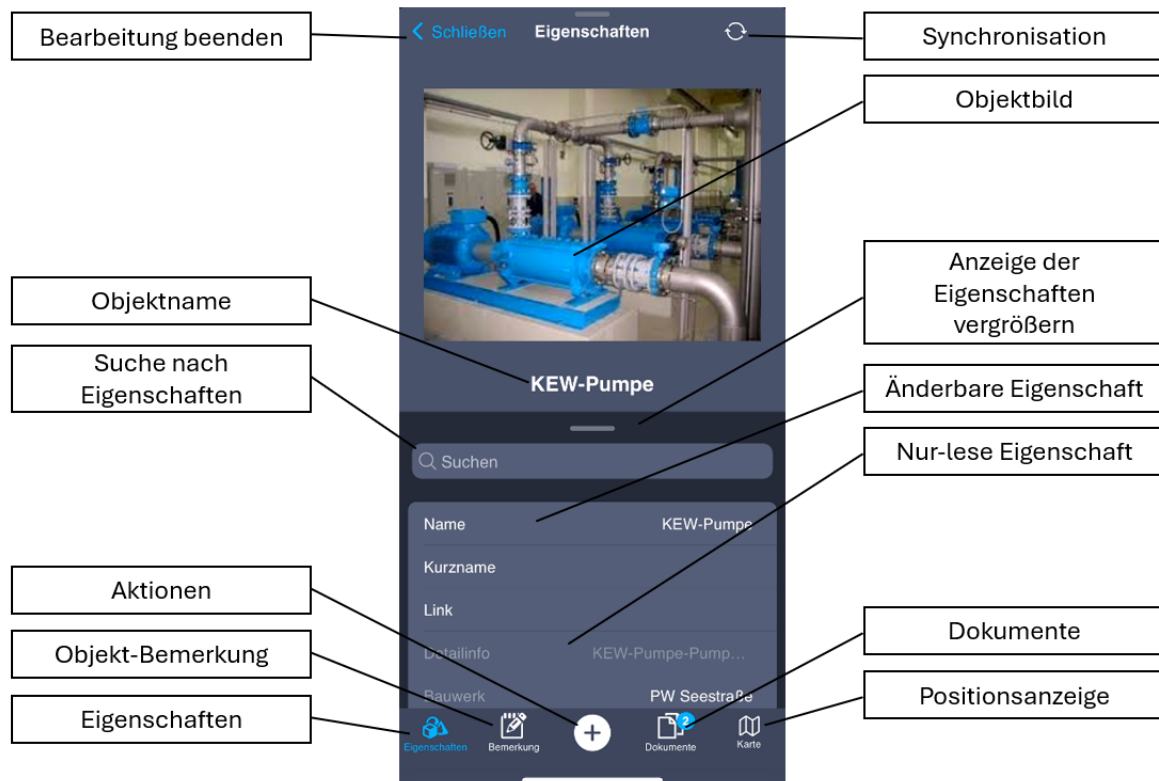 Bearbeitung beenden
Schließen
Eigenschaften
Synchronisation
Objektbild
Anzeige der
Eigenschaften
vergrößern
Objektname
Suche nach
Eigenschaften
KEW-Pumpe
Änderbare Eigenschaft
Nur-lese Eigenschaft
Suchen
Name KEW-Pumpe
Kurzname
Link
Detailinfo KEW-Pumpe-Pump...
Bauwerk PW Seestraße
Aktionen
Objekt-Bemerkung
Eigenschaften
Dokumente
Positionsanzeige
Eigenschaften
Bemerkung
2
Dokumente
Karte